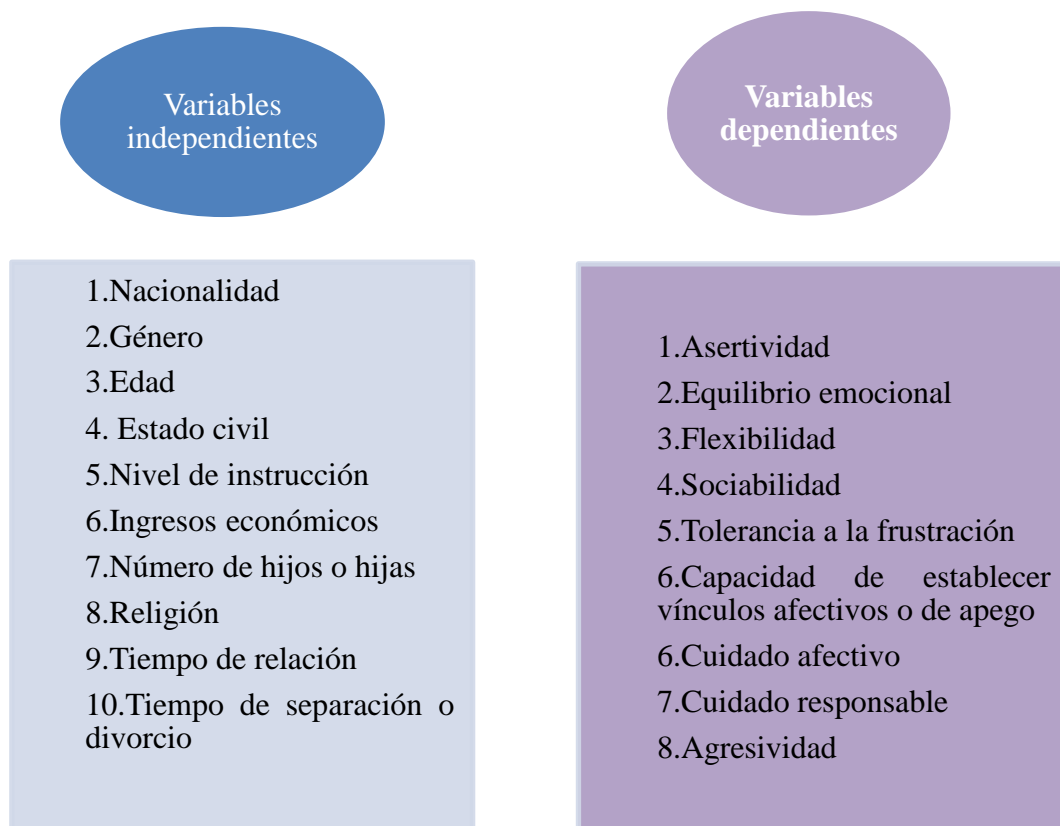 Variables
independientes
Variables
dependientes
1.Nacionalidad
2.Género
3.Edad
4. Estado civil
5.Nivel de instrucción
6.Ingresos económicos
7.Número de hijos o hijas
8.Religión
9.Tiempo de relación
10.Tiempo de separación o
divorcio
1.Asertividad
2.Equilibrio emocional
3.Flexibilidad
4.Sociabilidad
5.Tolerancia a la frustración
6.Capacidad de establecer
vínculos afectivos o de apego
6.Cuidado afectivo
7.Cuidado responsable
8.Agresividad